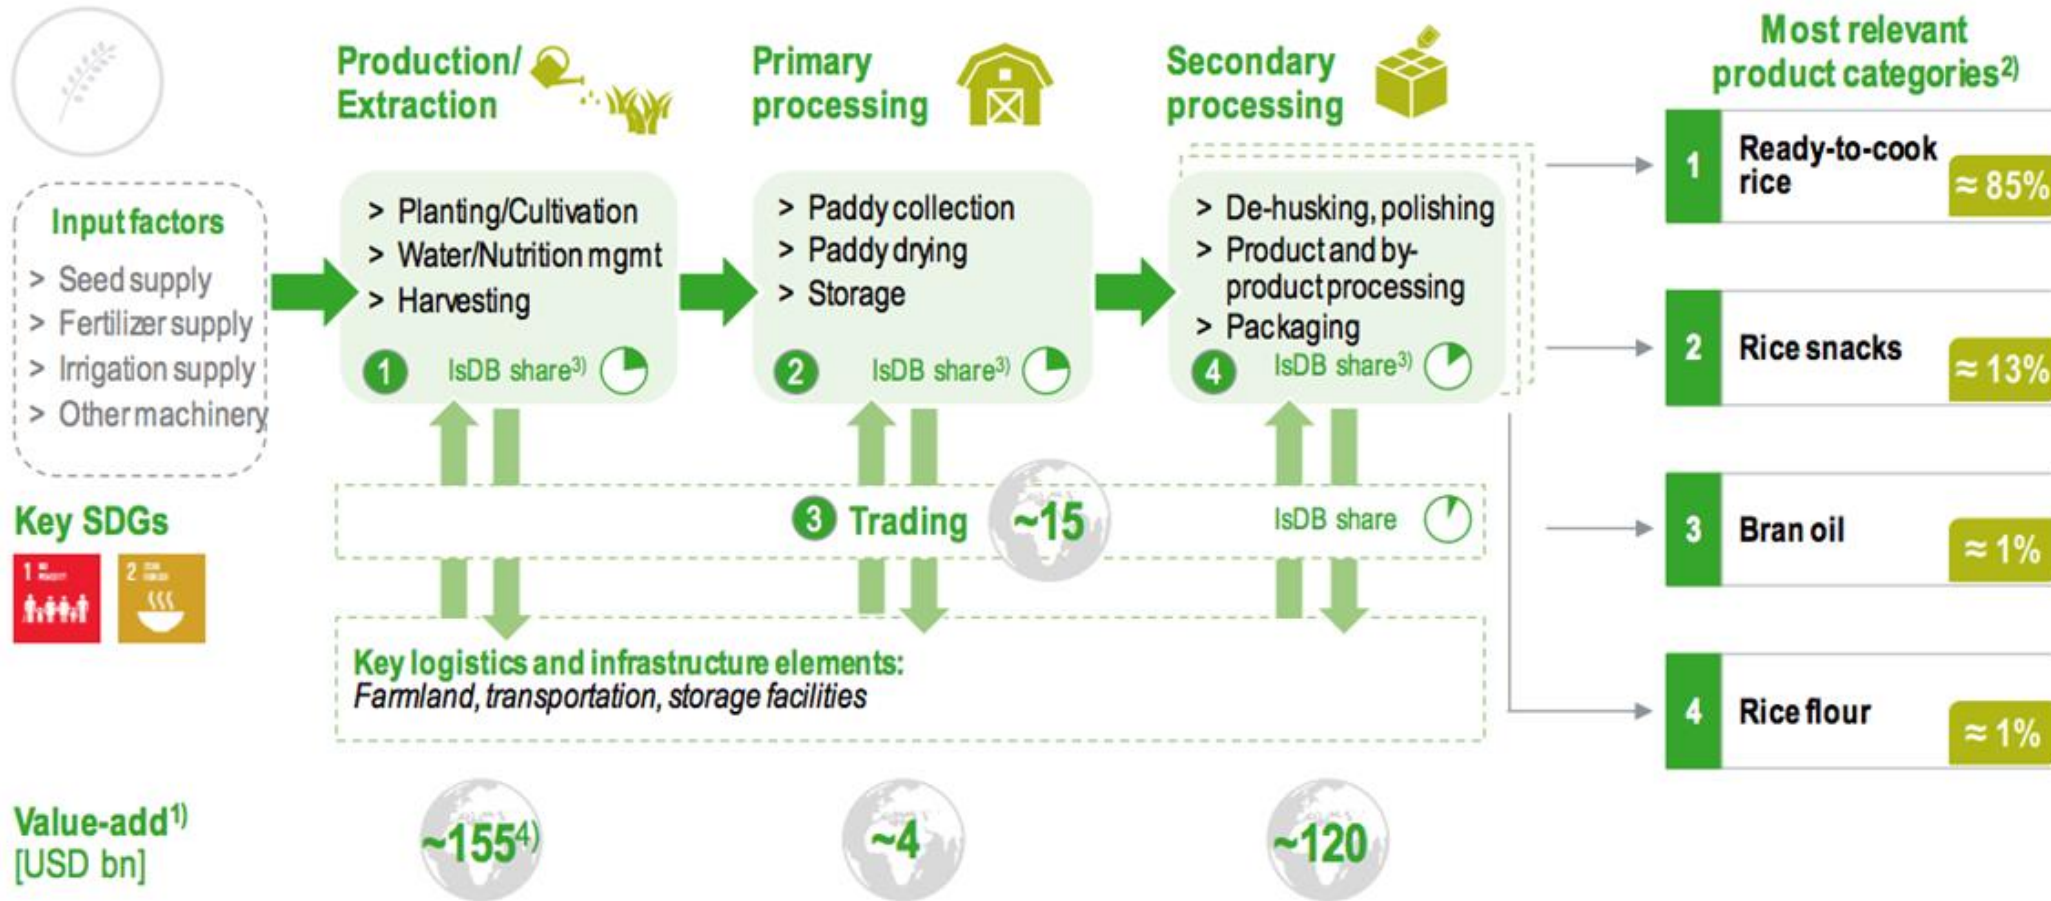 Production/
Extraction
Primary
processing
Secondary
processing
Most relevant
product categories2)
Input factors
> Seed supply
> Fertilizer supply
> Irrigation supply
> Other machinery
> Planting/Cultivation
> Water/Nutrition mgmt
> Harvesting
1 IsDB share3)
> Paddy collection
> Paddy drying
> Storage
2 IsDB share3)
> De-husking, polishing
> Product and by-
product processing
> Packaging
4 IsDB share3)
1 Ready-to-cook
rice
≈ 85%
2 Rice snacks
≈ 13%
3 Bran oil
≈ 1%
4 Rice flour
≈ 1%
3 Trading ~15
IsDB share
Key SDGs
1
2
Key logistics and infrastructure elements:
Farmland, transportation, storage facilities
Value-add1)
[USD bn]
~1554)
~4
~120